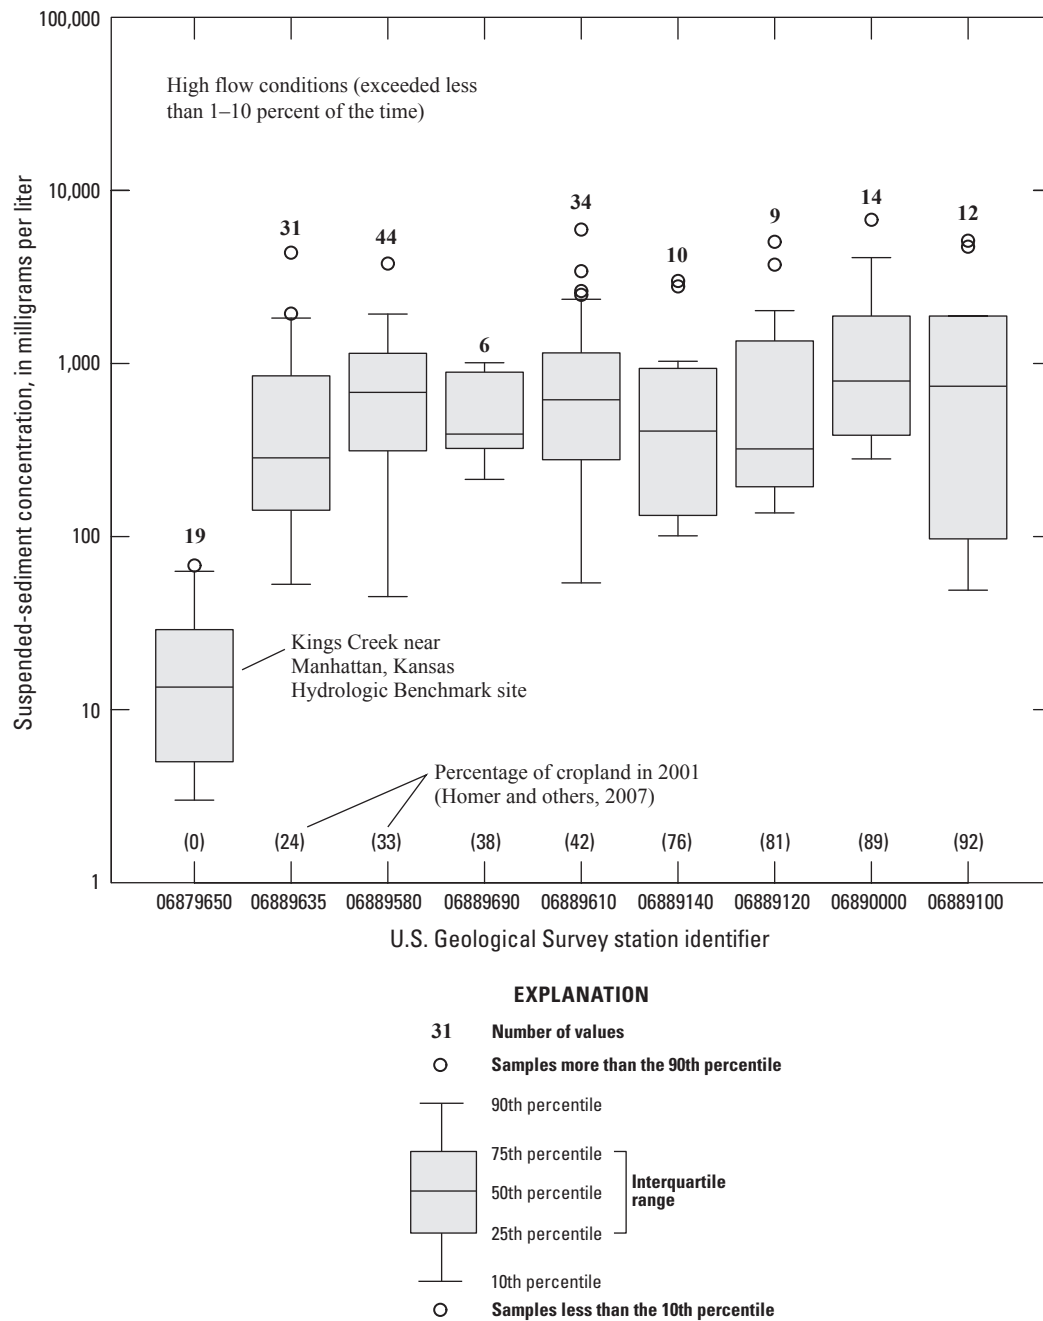 100,000
High flow conditions (exceeded less
than 1–10 percent of the time)
10,000
1,000
100
10
1
Suspended-sediment concentration, in milligrams per liter
19
31
44
6
34
10
9
14
12
Kings Creek near
Manhattan, Kansas
Hydrologic Benchmark site
Percentage of cropland in 2001
(Homer and others, 2007)
(0) (24) (33) (38) (42) (76) (81) (89) (92)
06879650 06889635 06889580 06889690 06889610 06889140 06889120 06890000 06889100
U.S. Geological Survey station identifier
EXPLANATION
31 Number of values
Samples more than the 90th percentile
90th percentile
75th percentile
50th percentile
25th percentile
Interquartile
range
10th percentile
Samples less than the 10th percentile